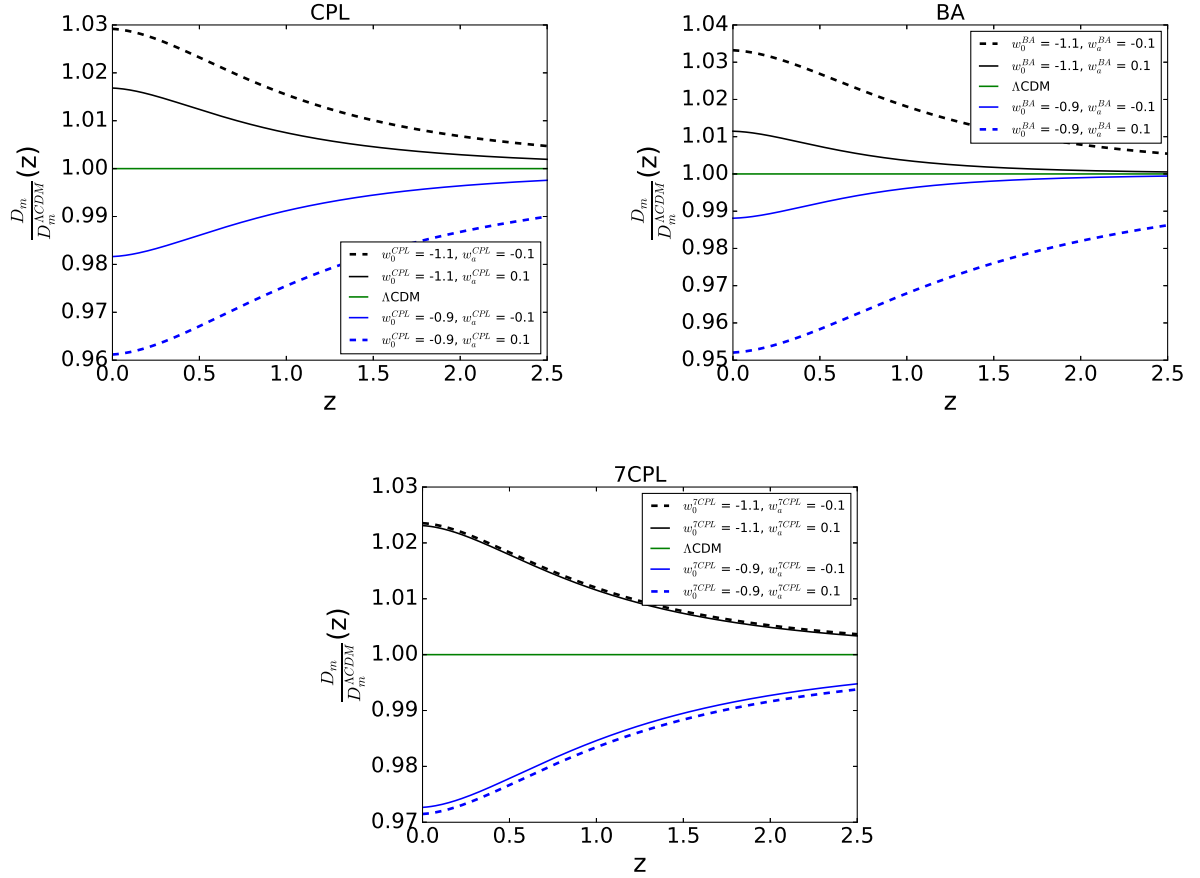 CPL
1.03
1.02
1.01
1.00
0.99
0.98
0.97
0.96
0.0 0.5 1.0 1.5 2.0 2.5
z
D_m / D_m^{ΛCDM} (z)
w_0^{CPL} = -1.1, w_a^{CPL} = -0.1
w_0^{CPL} = -1.1, w_a^{CPL} = 0.1
ΛCDM
w_0^{CPL} = -0.9, w_a^{CPL} = -0.1
w_0^{CPL} = -0.9, w_a^{CPL} = 0.1
BA
1.04
1.03
1.02
1.01
1.00
0.99
0.98
0.97
0.96
0.95
0.0 0.5 1.0 1.5 2.0 2.5
z
D_m / D_m^{ΛCDM} (z)
w_0^{BA} = -1.1, w_a^{BA} = -0.1
w_0^{BA} = -1.1, w_a^{BA} = 0.1
ΛCDM
w_0^{BA} = -0.9, w_a^{BA} = -0.1
w_0^{BA} = -0.9, w_a^{BA} = 0.1
7CPL
1.03
1.02
1.01
1.00
0.99
0.98
0.97
0.0 0.5 1.0 1.5 2.0 2.5
z
D_m / D_m^{ΛCDM} (z)
w_0^{7CPL} = -1.1, w_a^{7CPL} = -0.1
w_0^{7CPL} = -1.1, w_a^{7CPL} = 0.1
ΛCDM
w_0^{7CPL} = -0.9, w_a^{7CPL} = -0.1
w_0^{7CPL} = -0.9, w_a^{7CPL} = 0.1